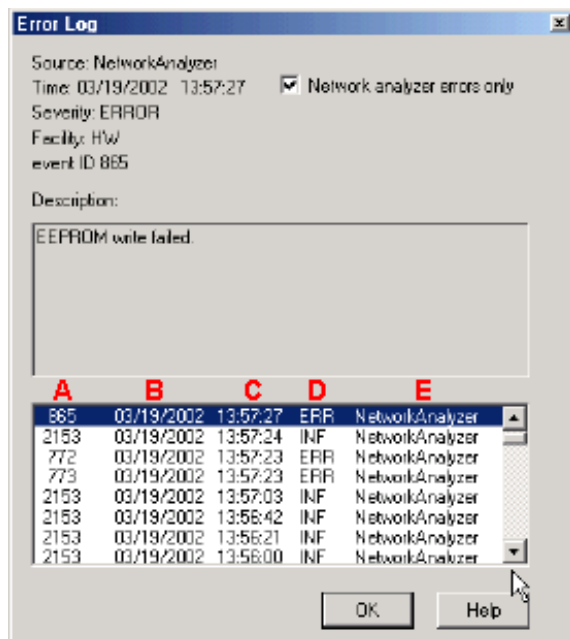 Error Log
Source: NetworkAnalyzer
Time: 03/19/2002 13:57:27
Network analyzer errors only
Severity: ERROR
Facility: HW
event ID 865
Description:
EEPROM write failed.
A B C D E
865 03/19/2002 13:57:27 ERR NetworkAnalyzer
2153 03/19/2002 13:57:24 INF NetworkAnalyzer
772 03/19/2002 13:57:23 ERR NetworkAnalyzer
773 03/19/2002 13:57:23 ERR NetworkAnalyzer
2153 03/19/2002 13:57:03 INF NetworkAnalyzer
2153 03/19/2002 13:56:42 INF NetworkAnalyzer
2153 03/19/2002 13:56:21 INF NetworkAnalyzer
2153 03/19/2002 13:56:00 INF NetworkAnalyzer
OK Help